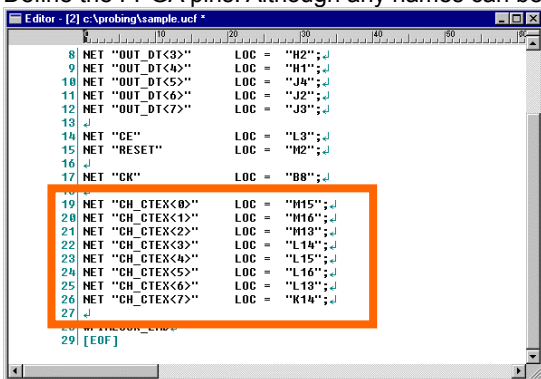 Editor - [2] c:\probing\sample.ucf *
10 20 30 40 50
8 NET "OUT_DT<3>" LOC = "H2";↲
9 NET "OUT_DT<4>" LOC = "H1";↲
10 NET "OUT_DT<5>" LOC = "J4";↲
11 NET "OUT_DT<6>" LOC = "J2";↲
12 NET "OUT_DT<7>" LOC = "J3";↲
13 ↲
14 NET "CE" LOC = "L3";↲
15 NET "RESET" LOC = "M2";↲
16 ↲
17 NET "CK" LOC = "B8";↲
18 ↲
19 NET "CH_CTEX<0>" LOC = "M15";↲
20 NET "CH_CTEX<1>" LOC = "M16";↲
21 NET "CH_CTEX<2>" LOC = "M13";↲
22 NET "CH_CTEX<3>" LOC = "L14";↲
23 NET "CH_CTEX<4>" LOC = "L15";↲
24 NET "CH_CTEX<5>" LOC = "L16";↲
25 NET "CH_CTEX<6>" LOC = "L13";↲
26 NET "CH_CTEX<7>" LOC = "K14";↲
27 ↲
28
29 [EOF]